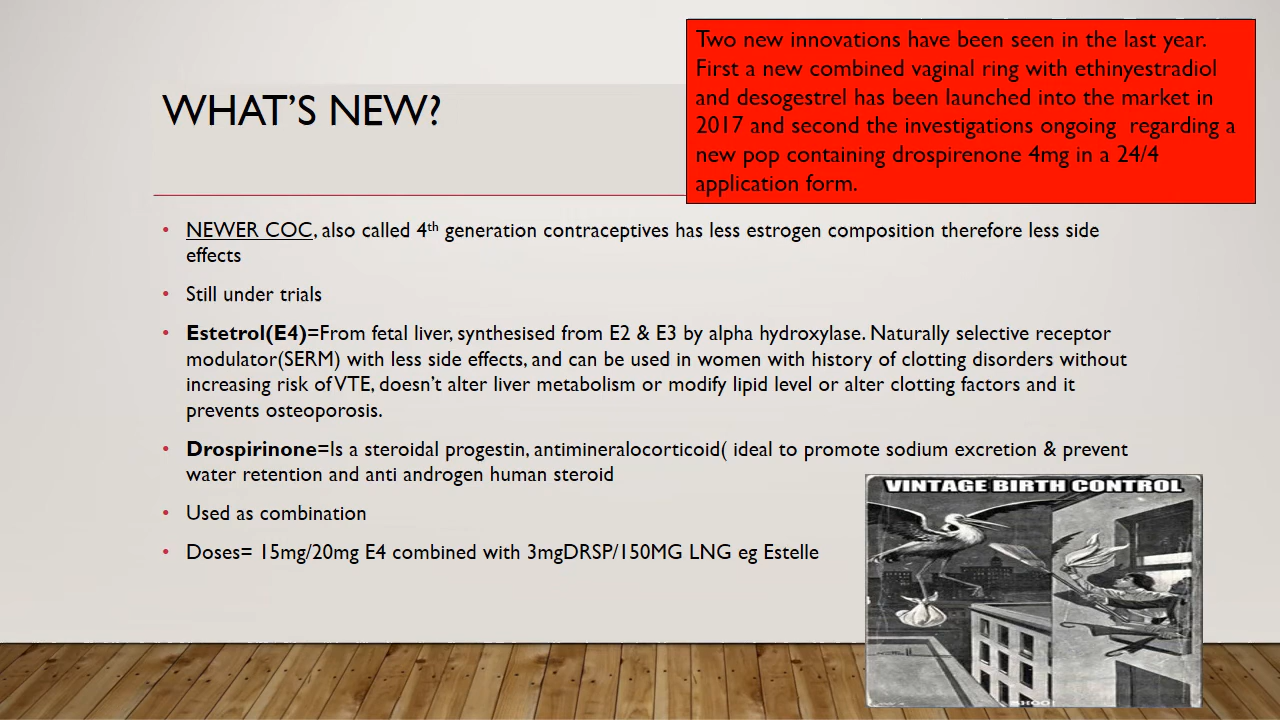 WHAT'S NEW?
Two new innovations have been seen in the last year.
First a new combined vaginal ring with ethinyestradiol
and desogestrel has been launched into the market in
2017 and second the investigations ongoing  regarding a
new pop containing drospirenone 4mg in a 24/4
application form.
• NEWER COC, also called 4th generation contraceptives has less estrogen composition therefore less side
effects
• Still under trials
• Estetrol(E4)=From fetal liver, synthesised from E2 & E3 by alpha hydroxylase. Naturally selective receptor
modulator(SERM) with less side effects, and can be used in women with history of clotting disorders without
increasing risk of VTE, doesn't alter liver metabolism or modify lipid level or alter clotting factors and it
prevents osteoporosis.
• Drospirinone=Is a steroidal progestin, antimineralocorticoid( ideal to promote sodium excretion & prevent
water retention and anti androgen human steroid
• Used as combination
• Doses= 15mg/20mg E4 combined with 3mgDRSP/150MG LNG eg Estelle
VINTAGE BIRTH CONTROL